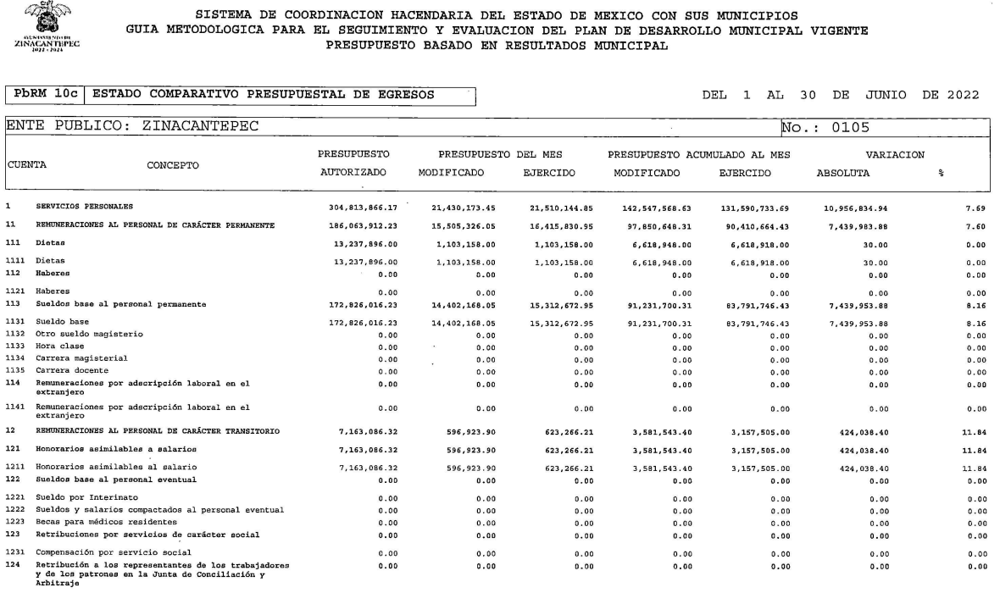 SISTEMA DE COORDINACION HACENDARIA DEL ESTADO DE MEXICO CON SUS MUNICIPIOS
GUIA METODOLOGICA PARA EL SEGUIMIENTO Y EVALUACION DEL PLAN DE DESARROLLO MUNICIPAL VIGENTE
PRESUPUESTO BASADO EN RESULTADOS MUNICIPAL
AYUNTAMIENTO DE
ZINACANTEPEC
2022 - 2024
PbRM 10c ESTADO COMPARATIVO PRESUPUESTAL DE EGRESOS DEL 1 AL 30 DE JUNIO DE 2022
ENTE PUBLICO: ZINACANTEPEC No.: 0105
PRESUPUESTO PRESUPUESTO DEL MES PRESUPUESTO ACUMULADO AL MES VARIACION
CUENTA CONCEPTO
AUTORIZADO MODIFICADO EJERCIDO MODIFICADO EJERCIDO ABSOLUTA %
1 SERVICIOS PERSONALES 304,813,866.17 21,430,173.45 21,510,144.85 142,547,568.63 131,590,733.69 10,956,834.94 7.69
11 REMUNERACIONES AL PERSONAL DE CARÁCTER PERMANENTE 186,063,912.23 15,505,326.05 16,415,830.95 97,850,648.31 90,410,664.43 7,439,983.88 7.60
111 Dietas 13,237,896.00 1,103,158.00 1,103,158.00 6,618,948.00 6,618,918.00 30.00 0.00
1111 Dietas 13,237,896.00 1,103,158.00 1,103,158.00 6,618,948.00 6,618,918.00 30.00 0.00
112 Haberes 0.00 0.00 0.00 0.00 0.00 0.00 0.00
1121 Haberes 0.00 0.00 0.00 0.00 0.00 0.00 0.00
113 Sueldos base al personal permanente 172,826,016.23 14,402,168.05 15,312,672.95 91,231,700.31 83,791,746.43 7,439,953.88 8.16
1131 Sueldo base 172,826,016.23 14,402,168.05 15,312,672.95 91,231,700.31 83,791,746.43 7,439,953.88 8.16
1132 Otro sueldo magisterio 0.00 0.00 0.00 0.00 0.00 0.00 0.00
1133 Hora clase 0.00 0.00 0.00 0.00 0.00 0.00 0.00
1134 Carrera magisterial 0.00 0.00 0.00 0.00 0.00 0.00 0.00
1135 Carrera docente 0.00 0.00 0.00 0.00 0.00 0.00 0.00
114 Remuneraciones por adscripción laboral en el 0.00 0.00 0.00 0.00 0.00 0.00 0.00
extranjero
1141 Remuneraciones por adscripción laboral en el 0.00 0.00 0.00 0.00 0.00 0.00 0.00
extranjero
12 REMUNERACIONES AL PERSONAL DE CARÁCTER TRANSITORIO 7,163,086.32 596,923.90 623,266.21 3,581,543.40 3,157,505.00 424,038.40 11.84
121 Honorarios asimilables a salarios 7,163,086.32 596,923.90 623,266.21 3,581,543.40 3,157,505.00 424,038.40 11.84
1211 Honorarios asimilables al salario 7,163,086.32 596,923.90 623,266.21 3,581,543.40 3,157,505.00 424,038.40 11.84
122 Sueldos base al personal eventual 0.00 0.00 0.00 0.00 0.00 0.00 0.00
1221 Sueldo por Interinato 0.00 0.00 0.00 0.00 0.00 0.00 0.00
1222 Sueldos y salarios compactados al personal eventual 0.00 0.00 0.00 0.00 0.00 0.00 0.00
1223 Becas para médicos residentes 0.00 0.00 0.00 0.00 0.00 0.00 0.00
123 Retribuciones por servicios de carácter social 0.00 0.00 0.00 0.00 0.00 0.00 0.00
1231 Compensación por servicio social 0.00 0.00 0.00 0.00 0.00 0.00 0.00
124 Retribución a los representantes de los trabajadores 0.00 0.00 0.00 0.00 0.00 0.00 0.00
y de los patrones en la Junta de Conciliación y
Arbitraje